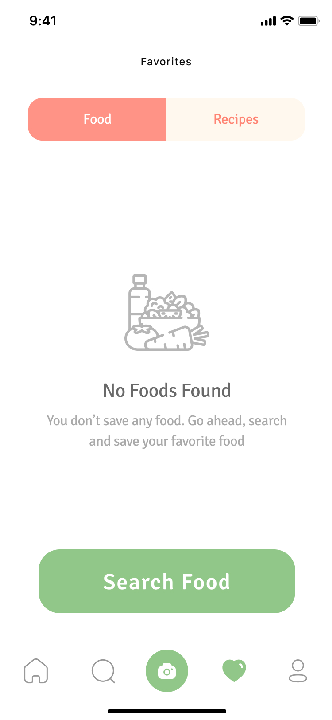 9:41
Favorites
Food Recipes
No Foods Found
You don't save any food. Go ahead, search
and save your favorite food
Search Food